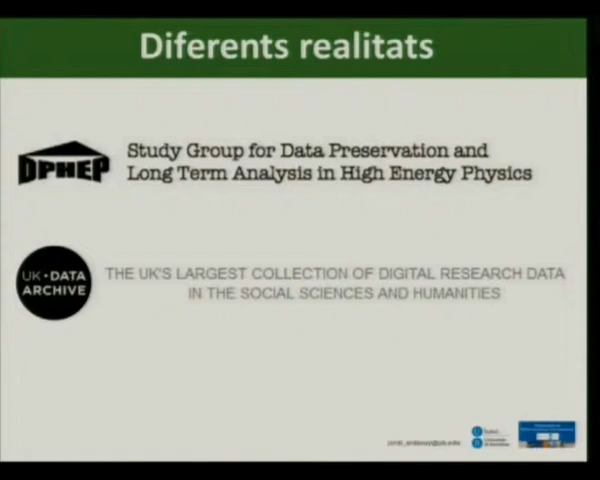 Diferents realitats
DPHEP
Study Group for Data Preservation and
Long Term Analysis in High Energy Physics
UK•DATA
ARCHIVE
THE UK'S LARGEST COLLECTION OF DIGITAL RESEARCH DATA
IN THE SOCIAL SCIENCES AND HUMANITIES